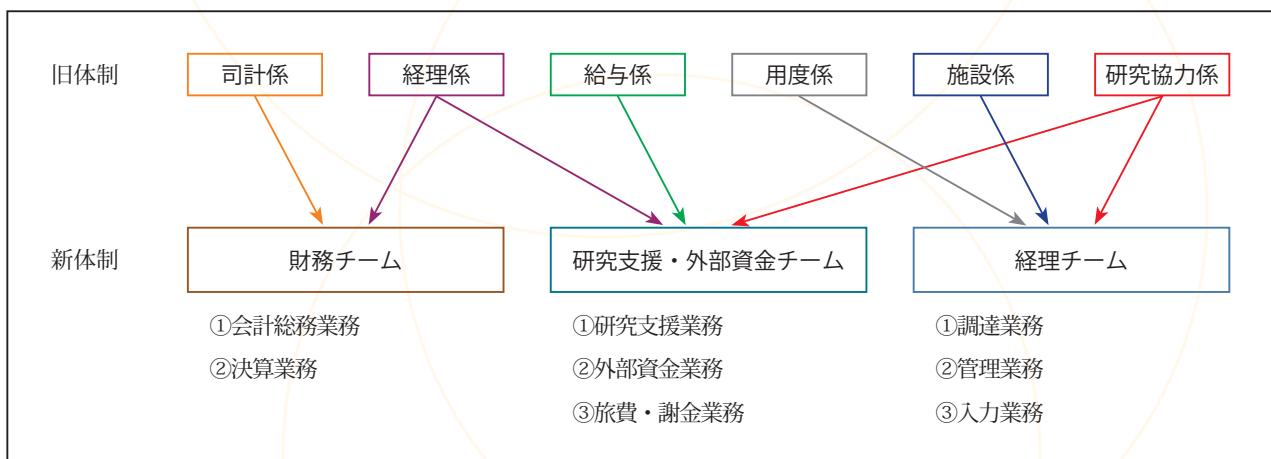 旧体制 司計係 経理係 給与係 用度係 施設係 研究協力係
新体制 財務チーム 研究支援・外部資金チーム 経理チーム
①会計総務業務
②決算業務
①研究支援業務
②外部資金業務
③旅費・謝金業務
①調達業務
②管理業務
③入力業務